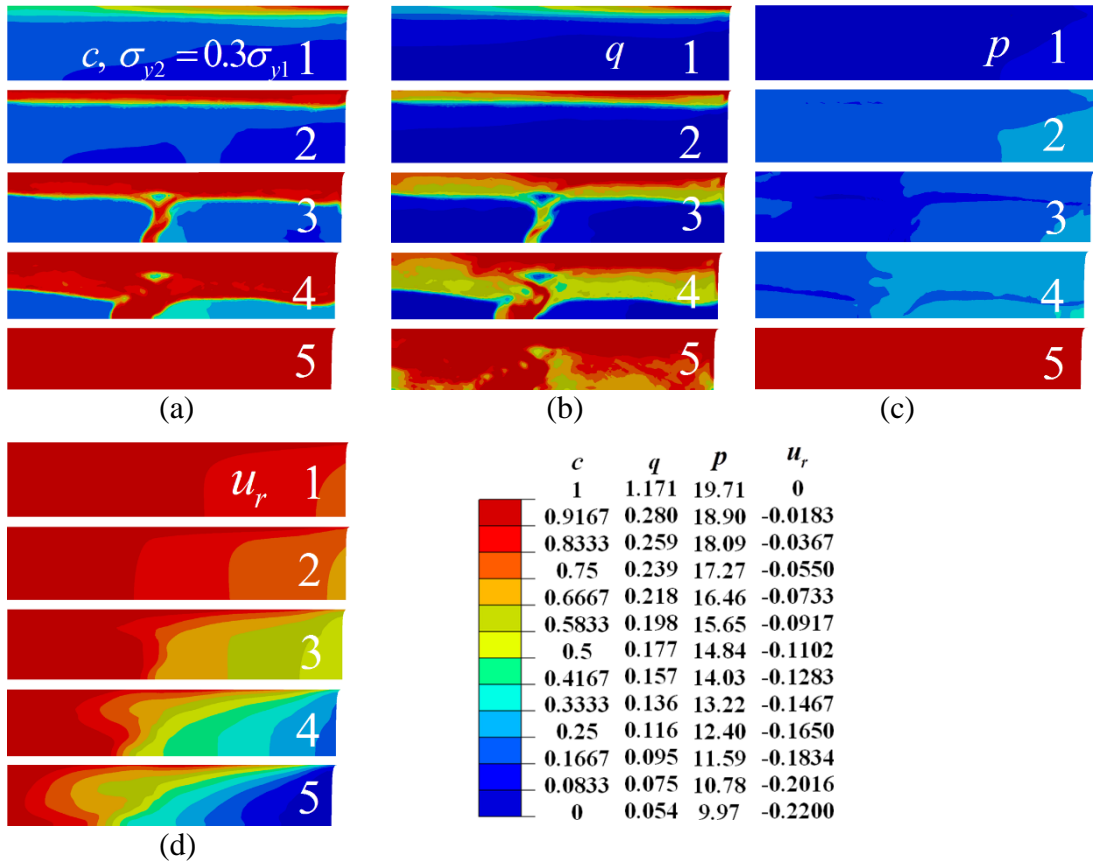 c, σy2 = 0.3σy1 1
2
3
4
5
(a)
q 1
2
3
4
5
(b)
p 1
2
3
4
5
(c)
ur 1
2
3
4
5
(d)
c q p ur
1 1.171 19.71 0
0.9167 0.280 18.90 -0.0183
0.8333 0.259 18.09 -0.0367
0.75 0.239 17.27 -0.0550
0.6667 0.218 16.46 -0.0733
0.5833 0.198 15.65 -0.0917
0.5 0.177 14.84 -0.1102
0.4167 0.157 14.03 -0.1283
0.3333 0.136 13.22 -0.1467
0.25 0.116 12.40 -0.1650
0.1667 0.095 11.59 -0.1834
0.0833 0.075 10.78 -0.2016
0 0.054 9.97 -0.2200